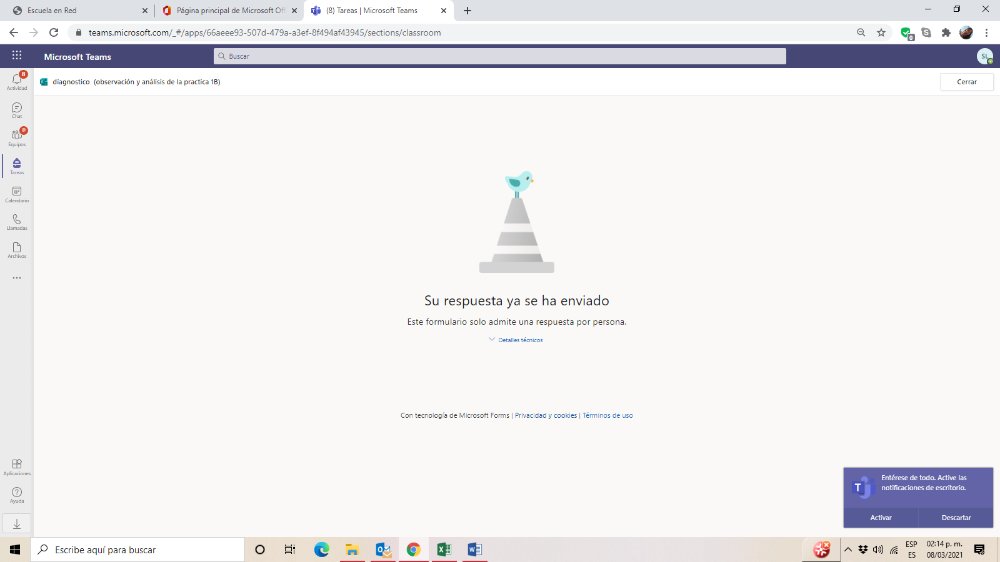 Escuela en Red
Página principal de Microsoft Off
(8) Tareas | Microsoft Teams
teams.microsoft.com/_#/apps/66aeee93-507d-479a-a3ef-8f494af43945/sections/classroom
0
Microsoft Teams
Buscar
SL
8
Actividad
diagnostico (observación y análisis de la practica 1B)
Cerrar
Chat
@
Equipos
Tareas
Calendario
Llamadas
Archivos
Su respuesta ya se ha enviado
Este formulario solo admite una respuesta por persona.
Detalles técnicos
Con tecnología de Microsoft Forms | Privacidad y cookies | Términos de uso
Aplicaciones
Ayuda
T
Entérese de todo. Active las
notificaciones de escritorio.
Activar
Descartar
Escribe aquí para buscar
ESP
ES
02:14 p. m.
08/03/2021